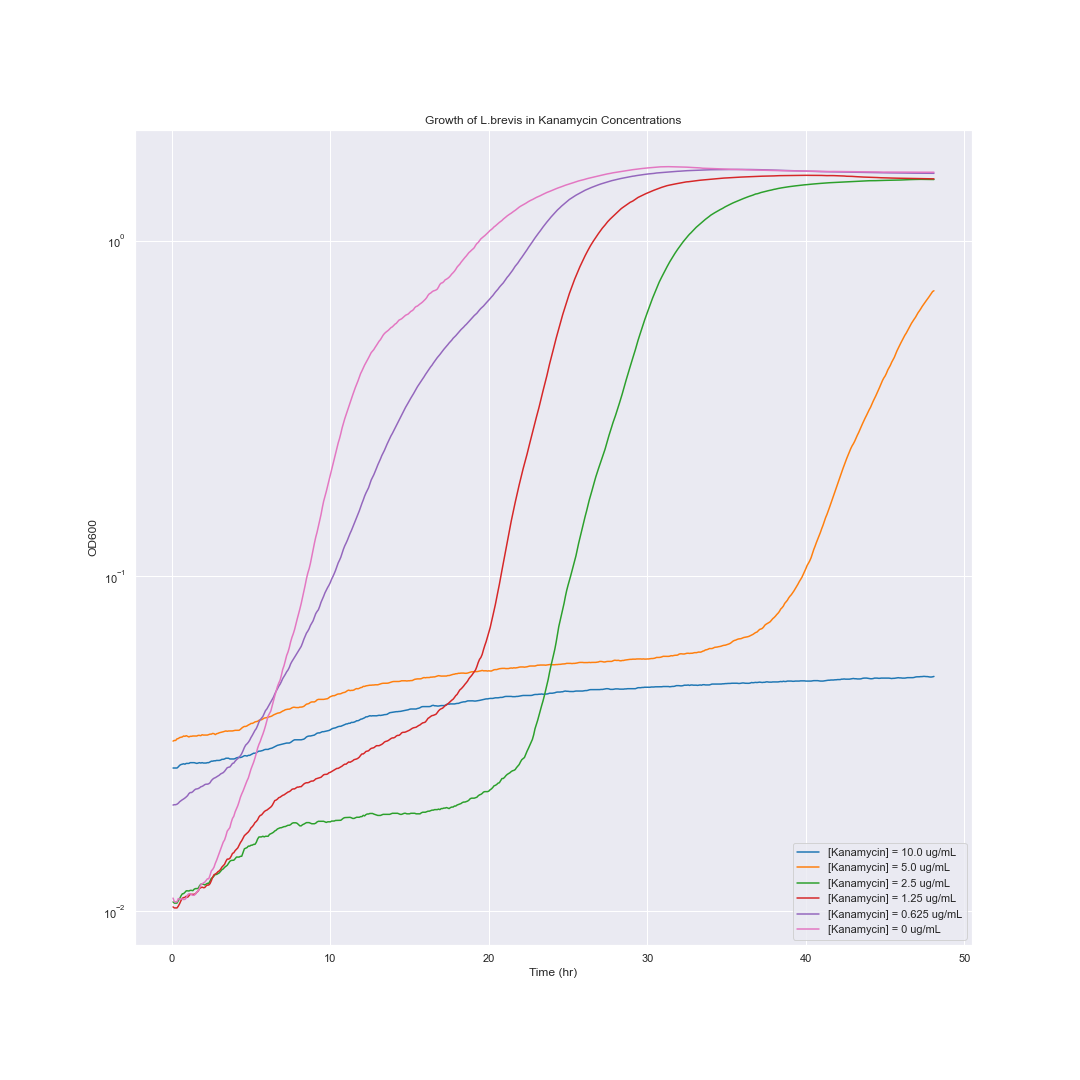 Growth of L.brevis in Kanamycin Concentrations
10⁰
10⁻¹
10⁻²
OD600
0 10 20 30 40 50
Time (hr)
[Kanamycin] = 10.0 ug/mL
[Kanamycin] = 5.0 ug/mL
[Kanamycin] = 2.5 ug/mL
[Kanamycin] = 1.25 ug/mL
[Kanamycin] = 0.625 ug/mL
[Kanamycin] = 0 ug/mL